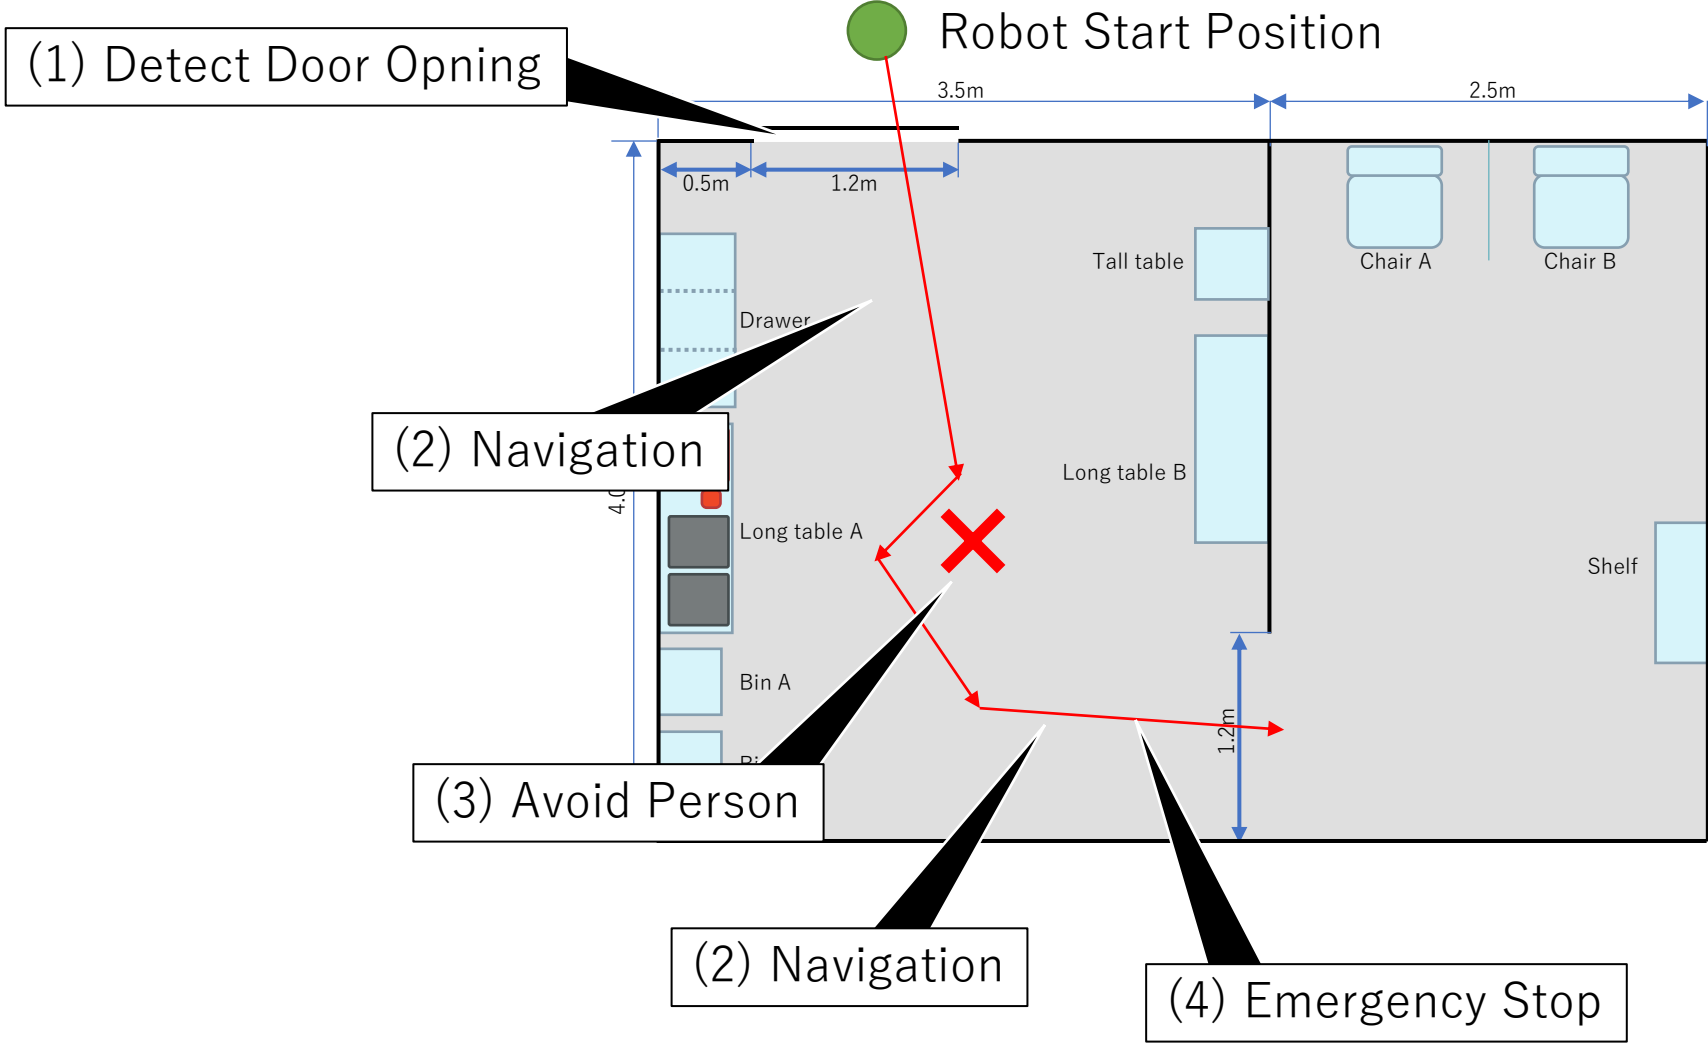 Robot Start Position
(1) Detect Door Opning
3.5m
2.5m
0.5m
1.2m
Tall table
Chair A
Chair B
Drawer
(2) Navigation
Long table B
Long table A
Shelf
Bin A
1.2m
(3) Avoid Person
(2) Navigation
(4) Emergency Stop